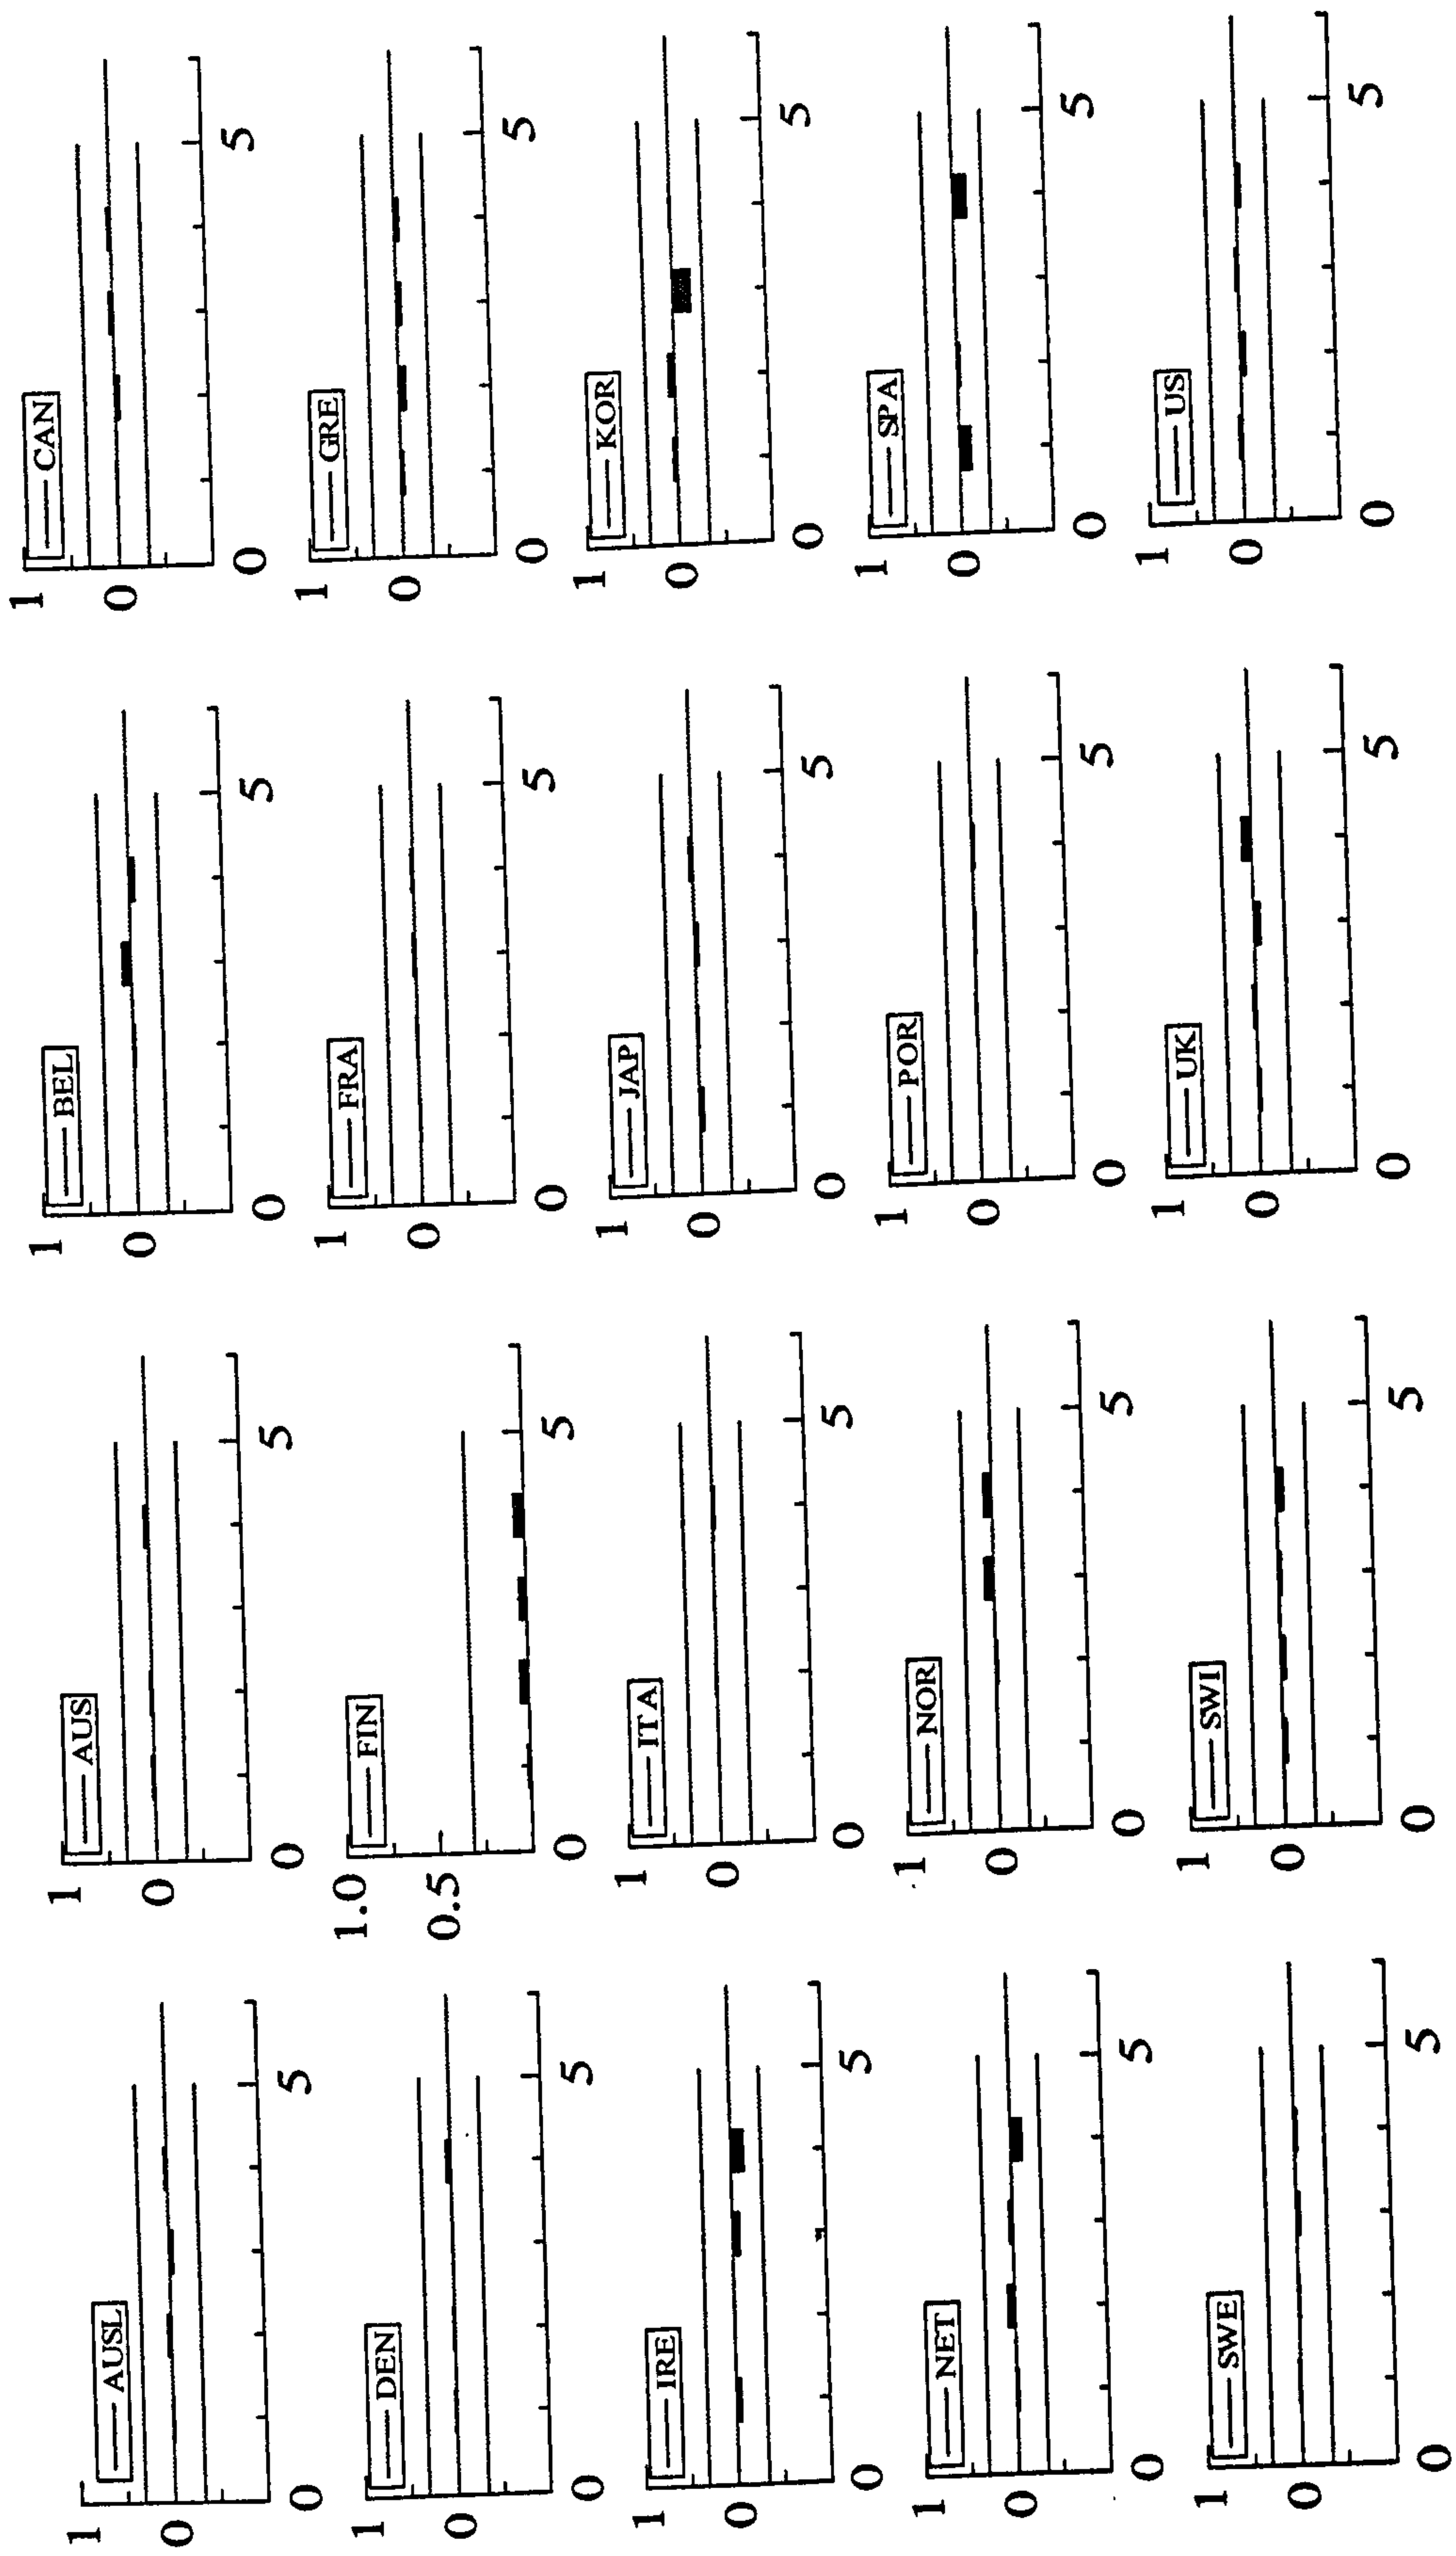 1 AUSL 1 AUS 1 BEL 1 CAN
0 0 0 0
0 5 0 5 0 5 0 5
1 DEN 1.0 FIN 1 FRA 1 GRE
0 0.5 0 0
0 5 0 5 0 5 0 5
1 IRE 1 ITA 1 JAP 1 KOR
0 0 0 0
0 5 0 5 0 5 0 5
1 NET 1 NOR 1 POR 1 SPA
0 0 0 0
0 5 0 5 0 5 0 5
1 SWE 1 SWI 1 UK 1 US
0 0 0 0
0 5 0 5 0 5 0 5